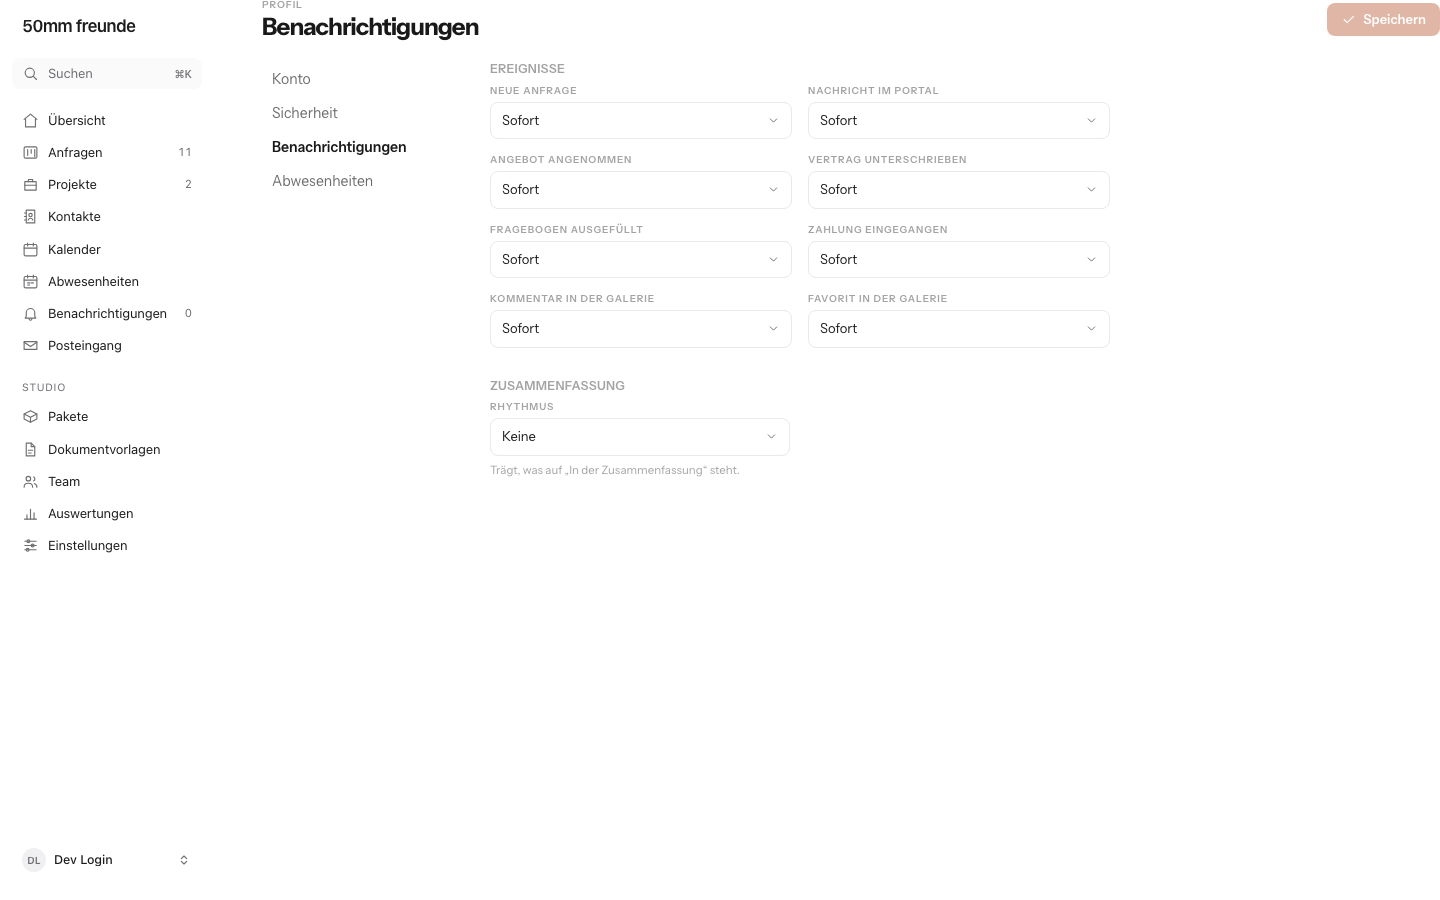 50mm freunde
Suchen ⌘K
Übersicht
Anfragen 11
Projekte 2
Kontakte
Kalender
Abwesenheiten
Benachrichtigungen 0
Posteingang
STUDIO
Pakete
Dokumentvorlagen
Team
Auswertungen
Einstellungen
DL Dev Login
PROFIL
Benachrichtigungen
Speichern
Konto
Sicherheit
Benachrichtigungen
Abwesenheiten
EREIGNISSE
NEUE ANFRAGE
Sofort
NACHRICHT IM PORTAL
Sofort
ANGEBOT ANGENOMMEN
Sofort
VERTRAG UNTERSCHRIEBEN
Sofort
FRAGEBOGEN AUSGEFÜLLT
Sofort
ZAHLUNG EINGEGANGEN
Sofort
KOMMENTAR IN DER GALERIE
Sofort
FAVORIT IN DER GALERIE
Sofort
ZUSAMMENFASSUNG
RHYTHMUS
Keine
Trägt, was auf „In der Zusammenfassung“ steht.